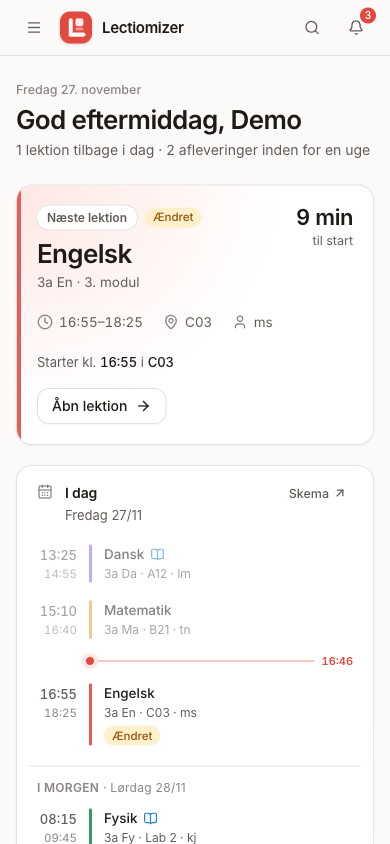 Lectiomizer
3
Fredag 27. november
God eftermiddag, Demo
1 lektion tilbage i dag · 2 afleveringer inden for en uge
Næste lektion
Ændret
9 min
til start
Engelsk
3a En · 3. modul
16:55–18:25
C03
ms
Starter kl. 16:55 i C03
Åbn lektion
I dag
Skema
Fredag 27/11
13:25 Dansk
14:55 3a Da · A12 · lm
15:10 Matematik
16:40 3a Ma · B21 · tn
16:46
16:55 Engelsk
18:25 3a En · C03 · ms
Ændret
I MORGEN · Lørdag 28/11
08:15 Fysik
09:45 3a Fy · Lab 2 · kj